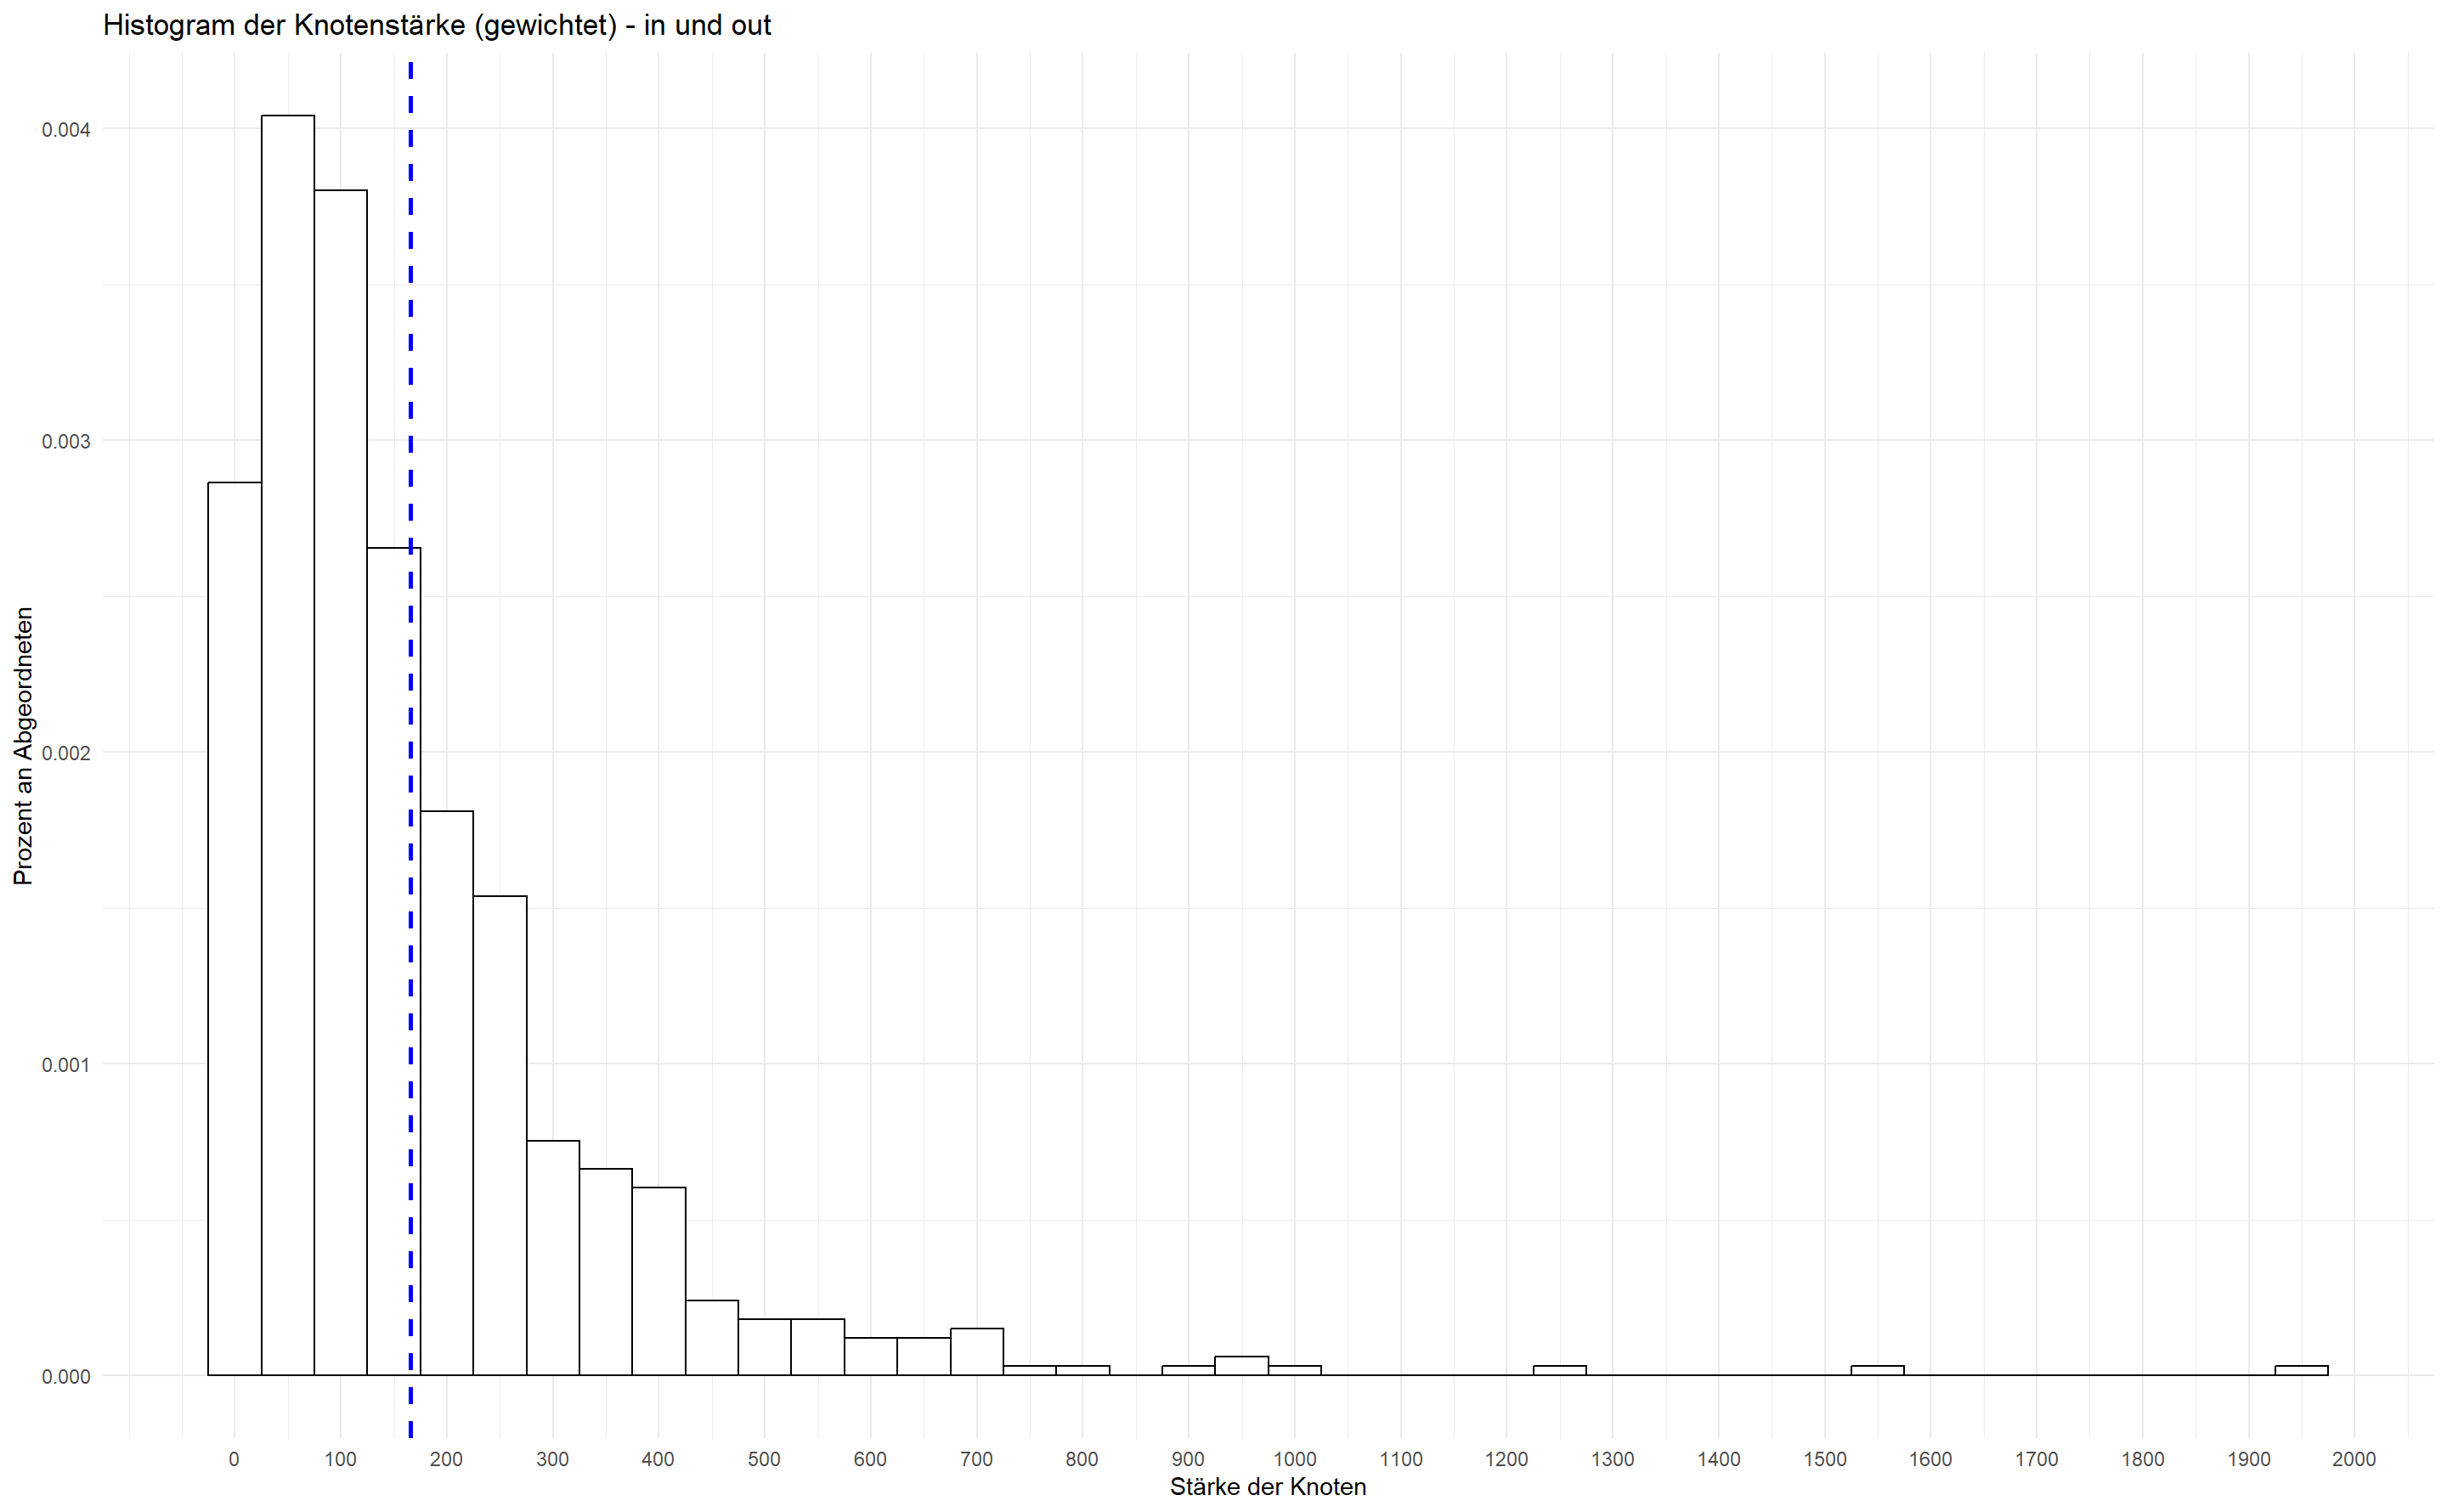 Histogram der Knotenstärke (gewichtet) - in und out
Prozent an Abgeordneten
0.004
0.003
0.002
0.001
0.000
0 100 200 300 400 500 600 700 800 900 1000 1100 1200 1300 1400 1500 1600 1700 1800 1900 2000
Stärke der Knoten